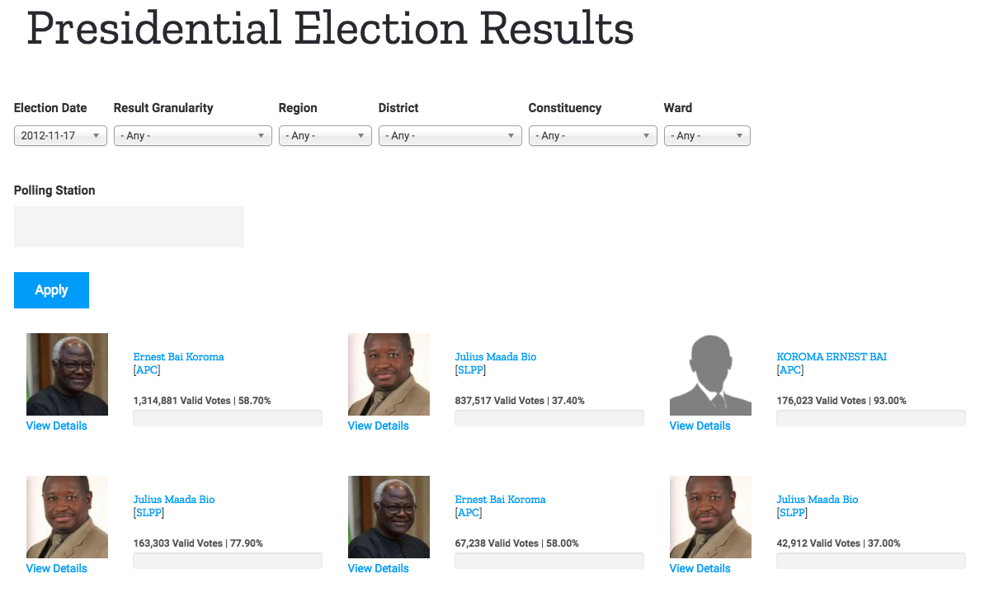 Presidential Election Results
Election Date Result Granularity Region District Constituency Ward
2012-11-17 - Any - - Any - - Any - - Any - - Any -
Polling Station
Apply
Ernest Bai Koroma
[APC]
1,314,881 Valid Votes | 58.70%
View Details
Julius Maada Bio
[SLPP]
837,517 Valid Votes | 37.40%
View Details
KOROMA ERNEST BAI
[APC]
176,023 Valid Votes | 93.00%
View Details
Julius Maada Bio
[SLPP]
163,303 Valid Votes | 77.90%
View Details
Ernest Bai Koroma
[APC]
67,238 Valid Votes | 58.00%
View Details
Julius Maada Bio
[SLPP]
42,912 Valid Votes | 37.00%
View Details